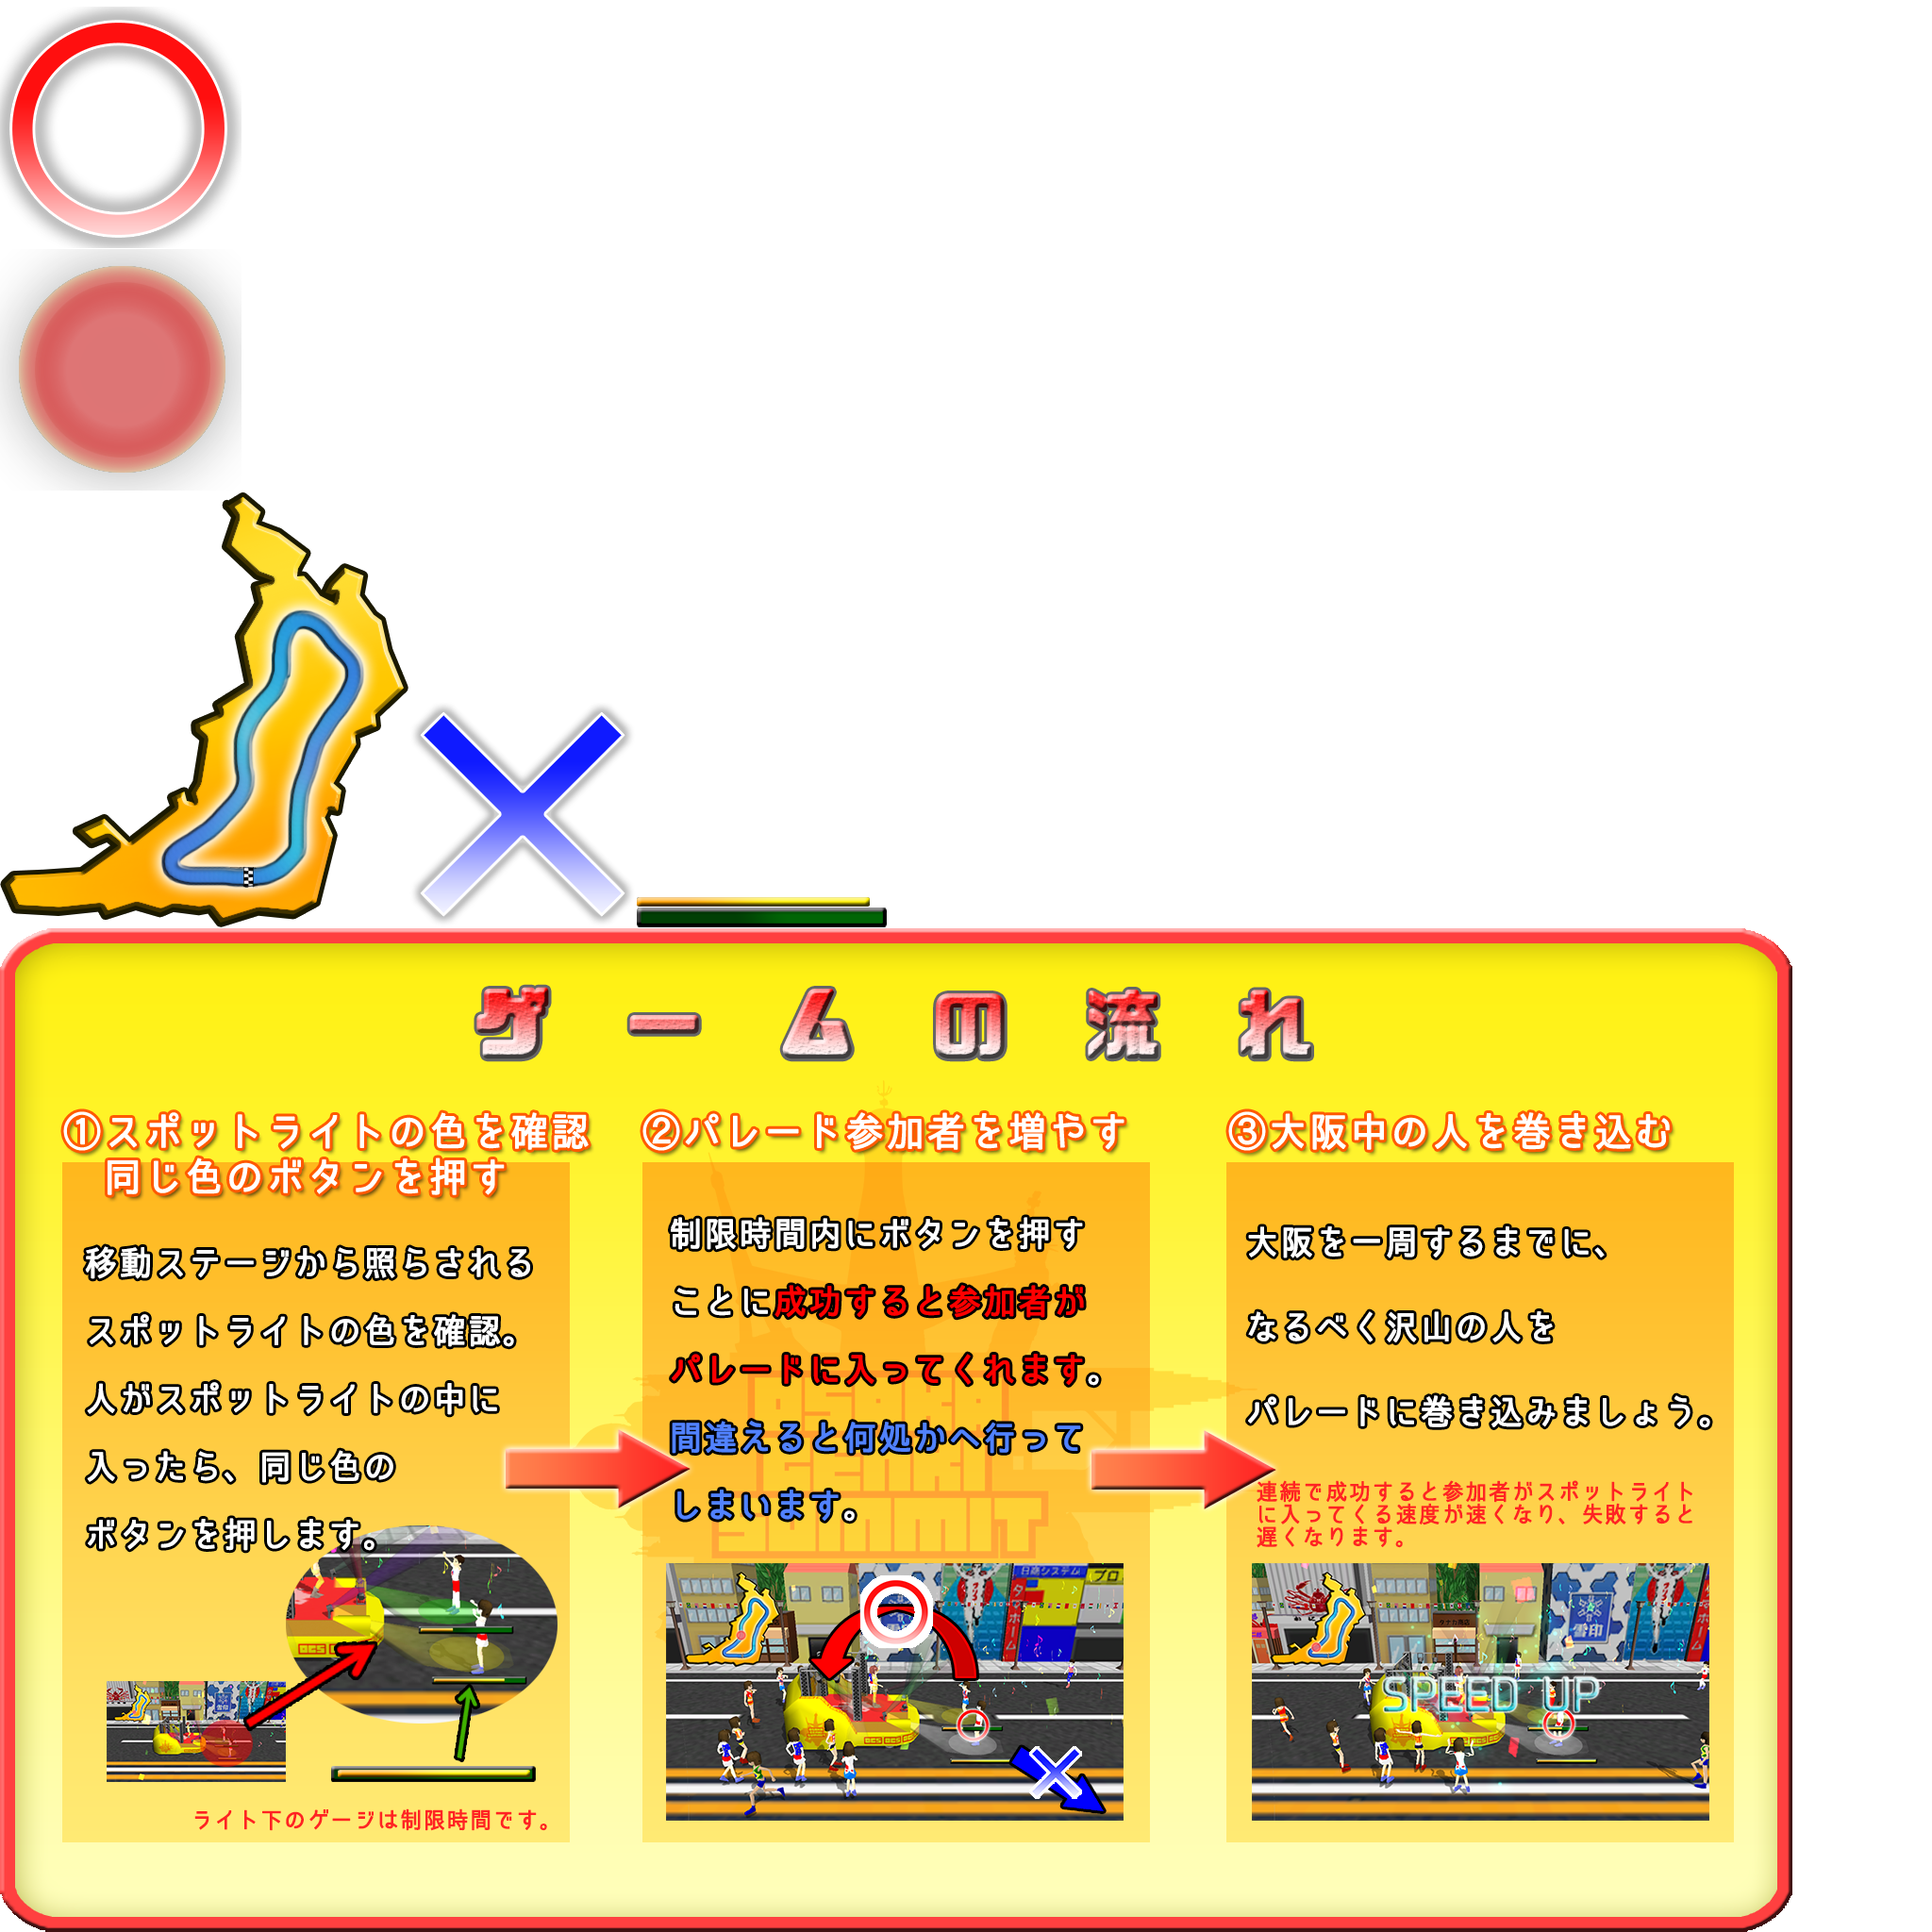 ゲームの流れ
①スポットライトの色を確認
同じ色のボタンを押す
移動ステージから照らされる
スポットライトの色を確認。
人がスポットライトの中に
入ったら、同じ色の
ボタンを押します。
ライト下のゲージは制限時間です。
②パレード参加者を増やす
制限時間内にボタンを押す
ことに成功すると参加者が
パレードに入ってくれます。
間違えると何処かへ行って
しまいます。
OSAKA
GENKI
SUMMIT
日商システム
プロ
③大阪中の人を巻き込む
大阪を一周するまでに、
なるべく沢山の人を
パレードに巻き込みましょう。
連続で成功すると参加者がスポットライト
に入ってくる速度が速くなり、失敗すると
遅くなります。
雪印
SPEED UP